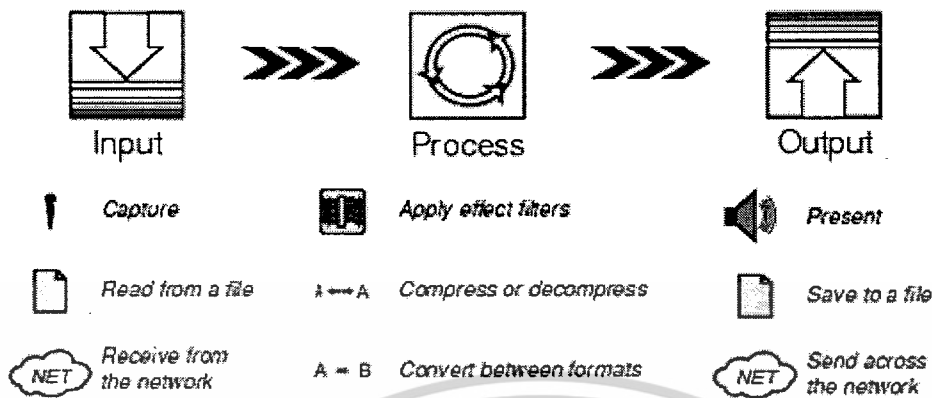 Input
Process
Output
Capture
Apply effect filters
Present
Read from a file
A ↔ A Compress or decompress
Save to a file
NET Receive from
the network
A = B Convert between formats
NET Send across
the network